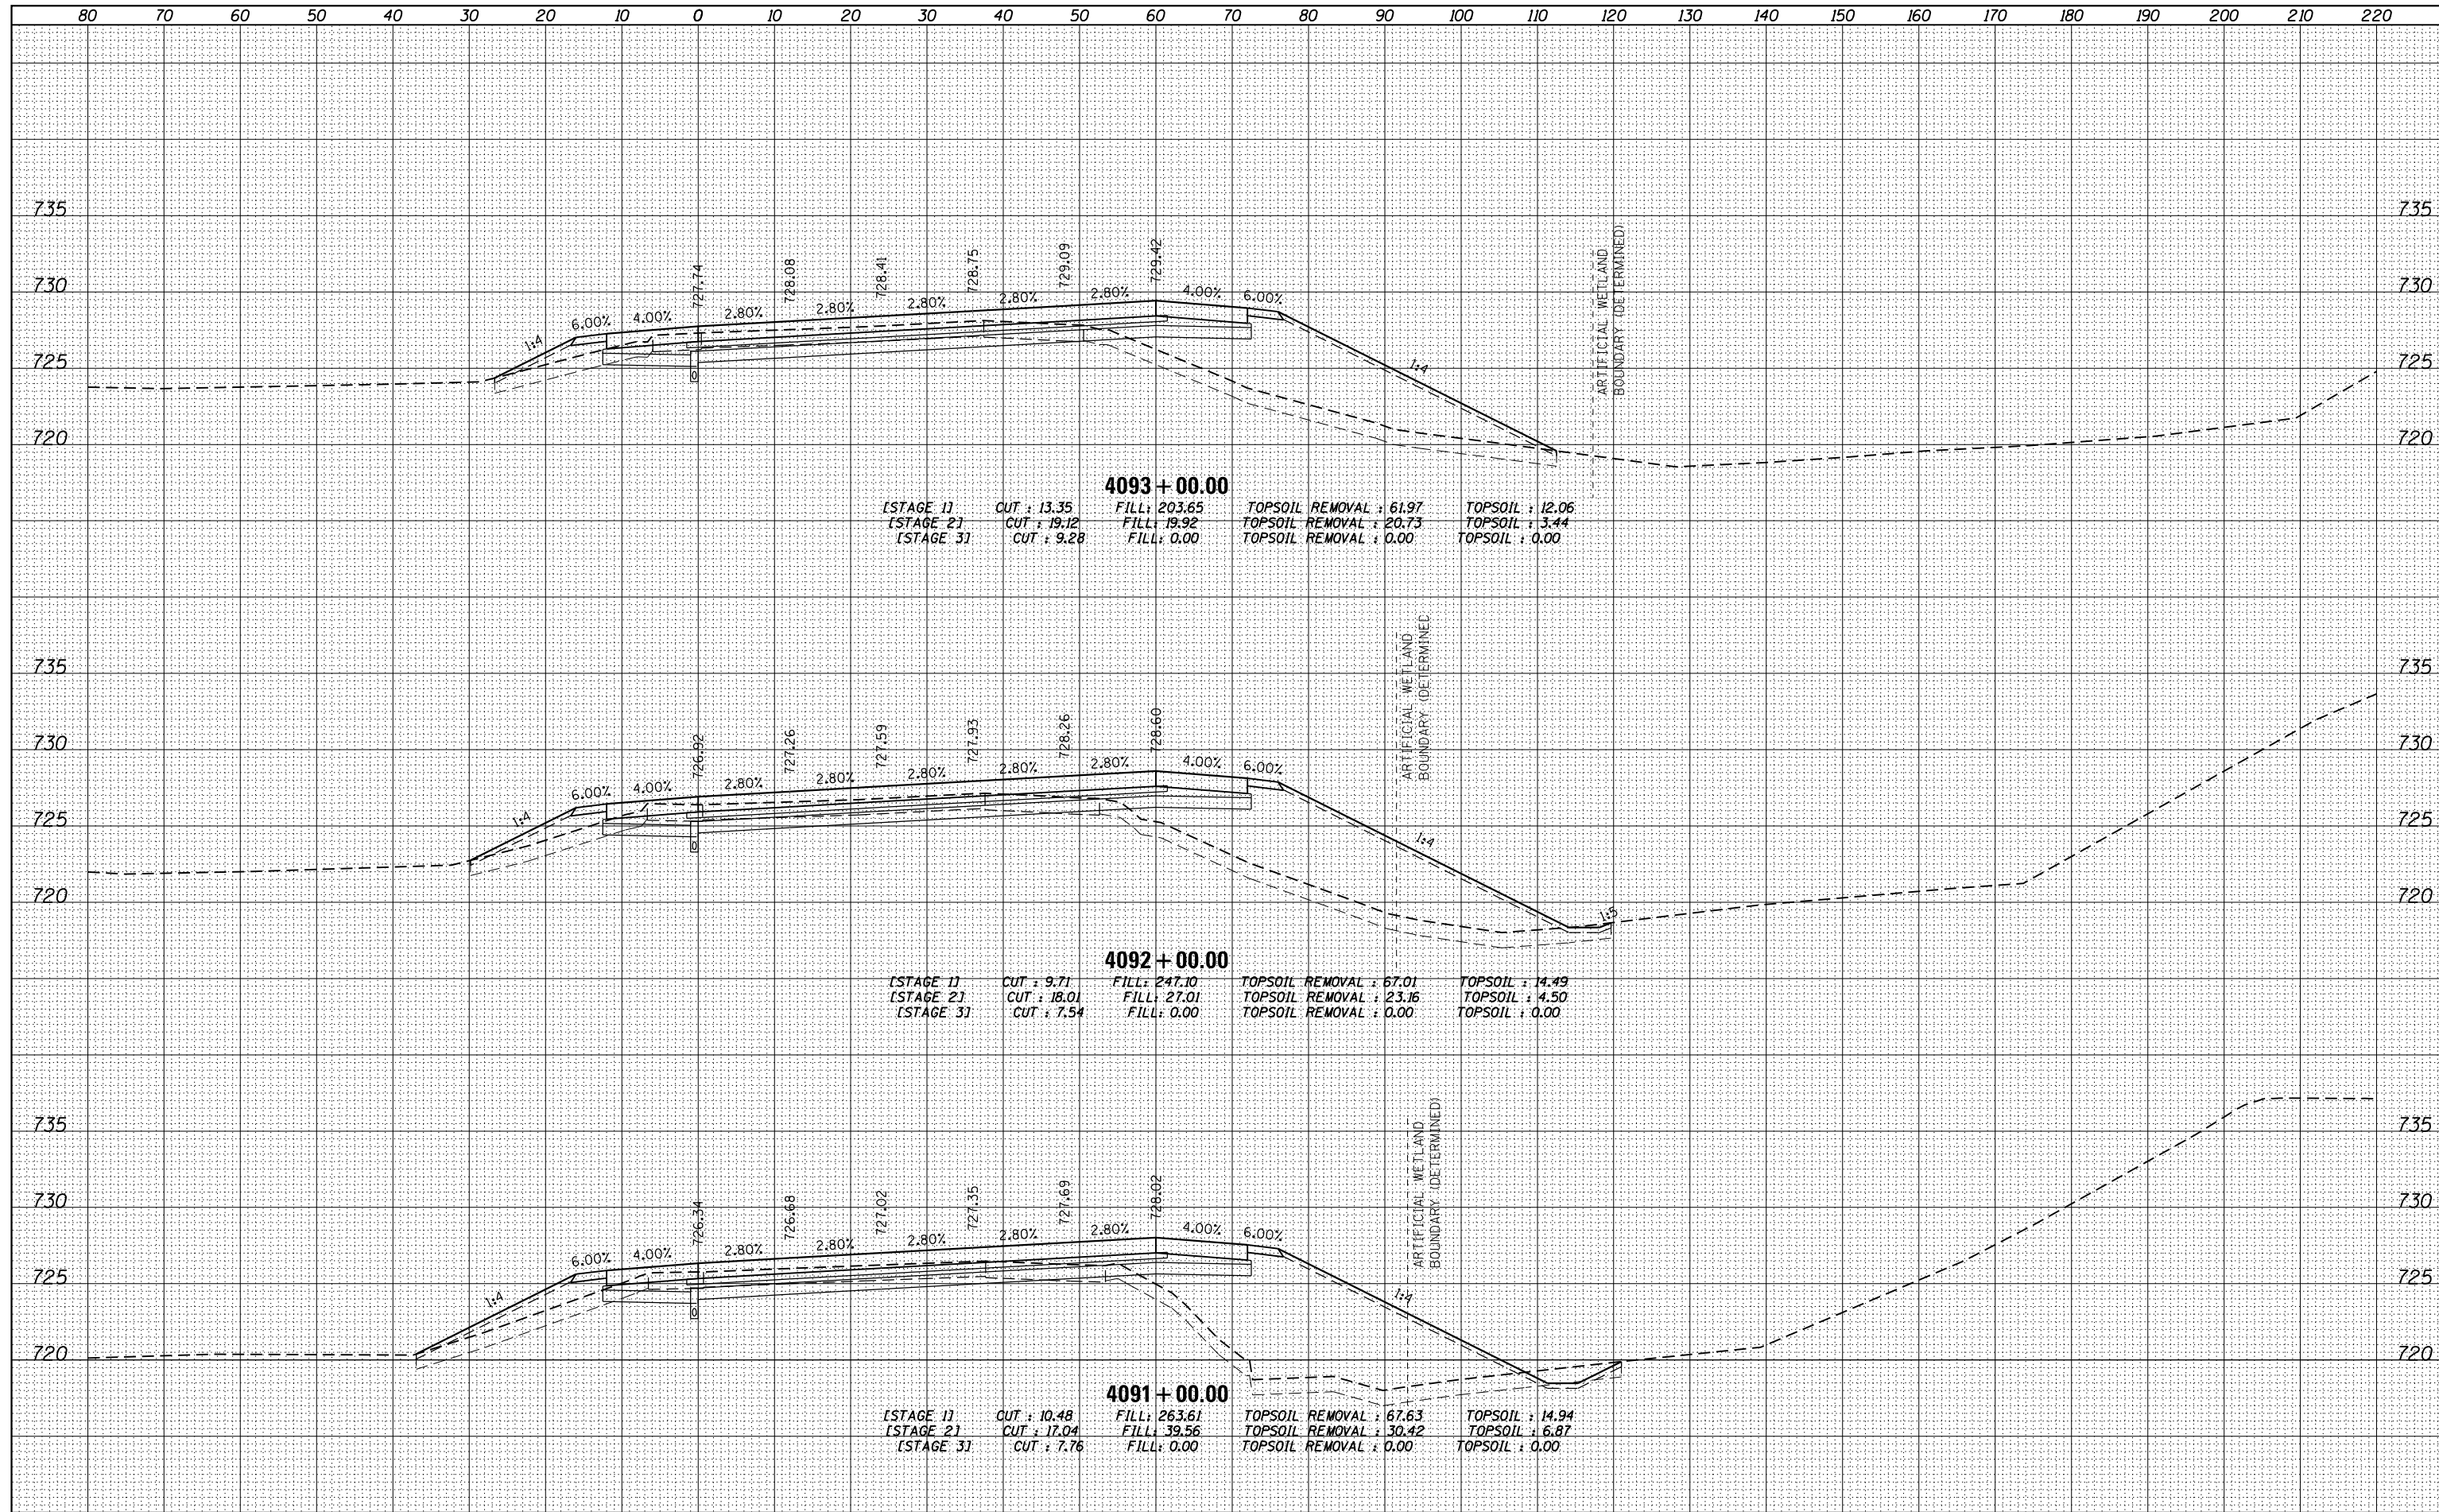 80 70 60 50 40 30 20 10 0 10 20 30 40 50 60 70 80 90 100 110 120 130 140 150 160 170 180 190 200 210 220
735 735
730 730
725 725
720 720
727.74 728.08 728.41 728.75 729.09 729.42
1:4 6.00% 4.00% 2.80% 2.80% 2.80% 2.80% 2.80% 4.00% 6.00% 1:4
ARTIFICIAL WETLAND
BOUNDARY (DETERMINED)
4093+00.00
[STAGE 1] CUT : 13.35 FILL: 203.65 TOPSOIL REMOVAL : 61.97 TOPSOIL : 12.06
[STAGE 2] CUT : 19.12 FILL: 19.92 TOPSOIL REMOVAL : 20.73 TOPSOIL : 3.44
[STAGE 3] CUT : 9.28 FILL: 0.00 TOPSOIL REMOVAL : 0.00 TOPSOIL : 0.00
735 735
730 730
725 725
720 720
726.92 727.26 727.59 727.93 728.26 728.60
1:4 6.00% 4.00% 2.80% 2.80% 2.80% 2.80% 2.80% 4.00% 6.00% 1:4 1:5
ARTIFICIAL WETLAND
BOUNDARY (DETERMINED
4092+00.00
[STAGE 1] CUT : 9.71 FILL: 247.10 TOPSOIL REMOVAL : 67.01 TOPSOIL : 14.49
[STAGE 2] CUT : 18.01 FILL: 27.01 TOPSOIL REMOVAL : 23.16 TOPSOIL : 4.50
[STAGE 3] CUT : 7.54 FILL: 0.00 TOPSOIL REMOVAL : 0.00 TOPSOIL : 0.00
735 735
730 730
725 725
720 720
726.34 726.68 727.02 727.35 727.69 728.02
1:4 6.00% 4.00% 2.80% 2.80% 2.80% 2.80% 2.80% 4.00% 6.00% 1:4
ARTIFICIAL WETLAND
BOUNDARY (DETERMINED)
4091+00.00
[STAGE 1] CUT : 10.48 FILL: 263.61 TOPSOIL REMOVAL : 67.63 TOPSOIL : 14.94
[STAGE 2] CUT : 17.04 FILL: 39.56 TOPSOIL REMOVAL : 30.42 TOPSOIL : 6.87
[STAGE 3] CUT : 7.76 FILL: 0.00 TOPSOIL REMOVAL : 0.00 TOPSOIL : 0.00